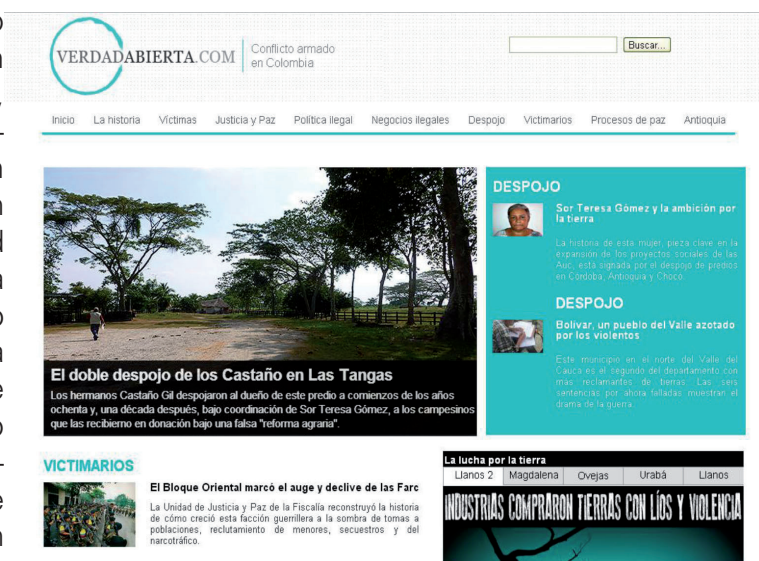 VERDADABIERTA.COM
Conflicto armado
en Colombia
Buscar...
Inicio La historia Víctimas Justicia y Paz Política ilegal Negocios ilegales Despojo Victimarios Procesos de paz Antioquia
El doble despojo de los Castaño en Las Tangas
Los hermanos Castaño Gil despojaron al dueño de este predio a comienzos de los años
ochenta y, una década después, bajo coordinación de Sor Teresa Gómez, a los campesinos
que las recibierno en donación bajo una falsa "reforma agraria".
DESPOJO
Sor Teresa Gómez y la ambición por
la tierra
La historia de esta mujer, pieza clave en la
expansión de los proyectos sociales de las
Auc, está signada por el despojo de predios
en Córdoba, Antioquia y Chocó.
DESPOJO
Bolívar, un pueblo del Valle azotado
por los violentos
Este municipio en el norte del Valle del
Cauca es el segundo del departamento con
más reclamantes de tierras. Las seis
sentencias por ahora falladas muestran el
drama de la guerra.
VICTIMARIOS
El Bloque Oriental marcó el auge y declive de las Farc
La Unidad de Justicia y Paz de la Fiscalía reconstruyó la historia
de cómo creció esta facción guerrillera a la sombra de tomas a
poblaciones, reclutamiento de menores, secuestros y del
narcotráfico.
La lucha por la tierra
Llanos 2 Magdalena Ovejas Urabá Llanos
INDUSTRIAS COMPRARON TIERRAS CON LÍOS Y VIOLENCIA